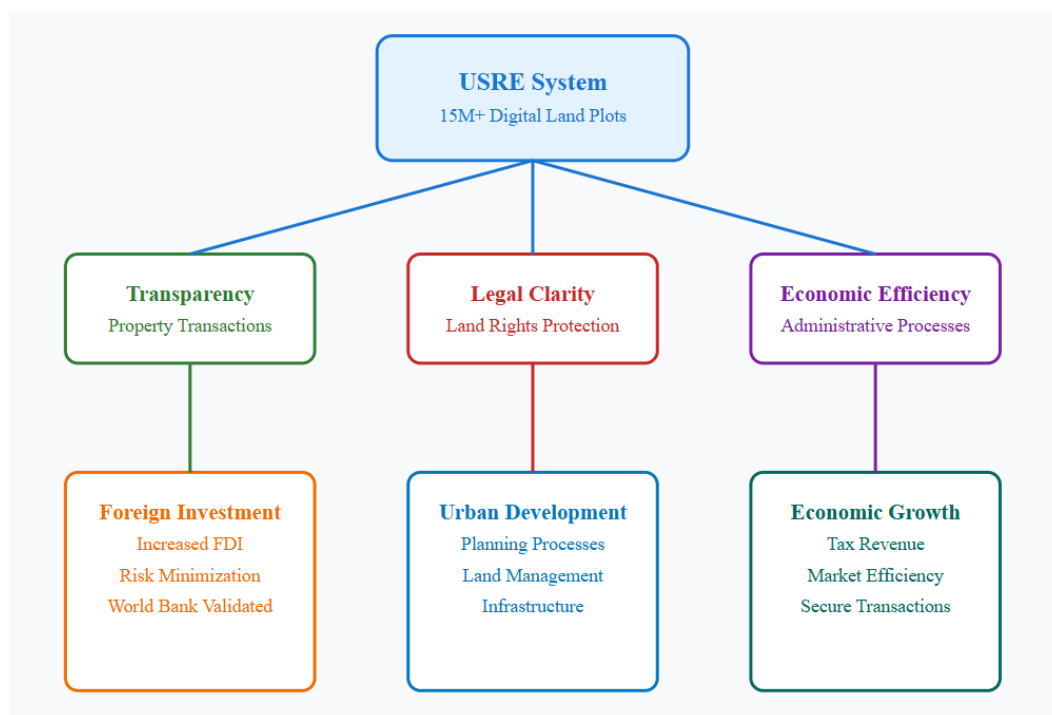 USRE System
15M+ Digital Land Plots
Transparency
Property Transactions
Legal Clarity
Land Rights Protection
Economic Efficiency
Administrative Processes
Foreign Investment
Increased FDI
Risk Minimization
World Bank Validated
Urban Development
Planning Processes
Land Management
Infrastructure
Economic Growth
Tax Revenue
Market Efficiency
Secure Transactions